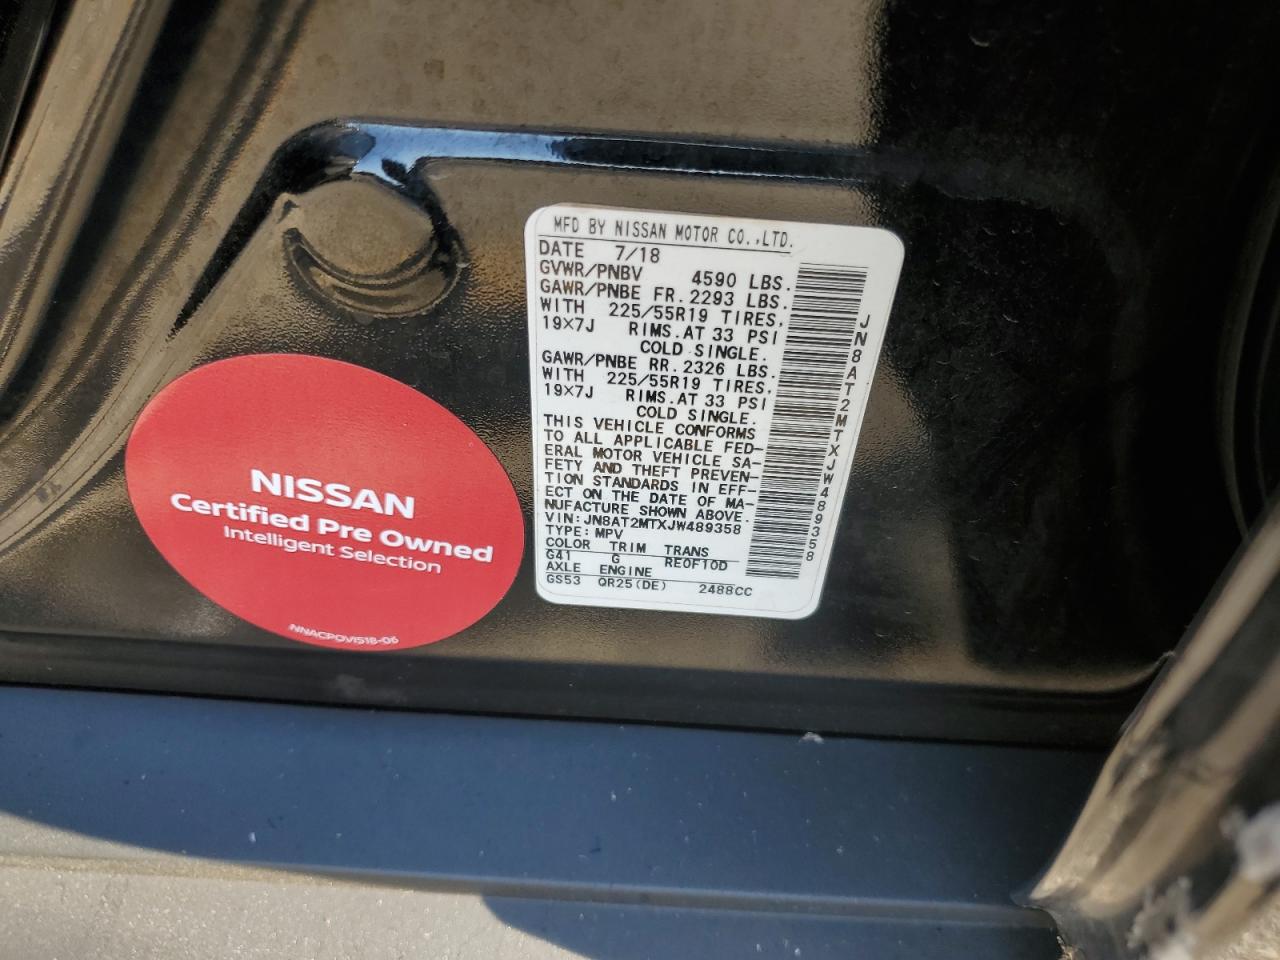 MFD BY NISSAN MOTOR CO.,LTD.
DATE 7/18
GVWR/PNBV 4590 LBS.
GAWR/PNBE FR. 2293 LBS.
WITH 225/55R19 TIRES,
19×7J RIMS.AT 33 PSI
COLD SINGLE.
GAWR/PNBE RR. 2326 LBS.
WITH 225/55R19 TIRES,
19×7J RIMS.AT 33 PSI
COLD SINGLE.
THIS VEHICLE CONFORMS
TO ALL APPLICABLE FED-
ERAL MOTOR VEHICLE SA-
FETY AND THEFT PREVEN-
TION STANDARDS IN EFF-
ECT ON THE DATE OF MA-
NUFACTURE SHOWN ABOVE.
VIN:JN8AT2MTXJW489358
TYPE:MPV
COLOR TRIM TRANS
G41 G RE0F10D
AXLE ENGINE
GS53 QR25(DE) 2488CC
JN8AT2MTXJW489358
NISSAN
Certified Pre Owned
Intelligent Selection
NNACPOVIS18-06